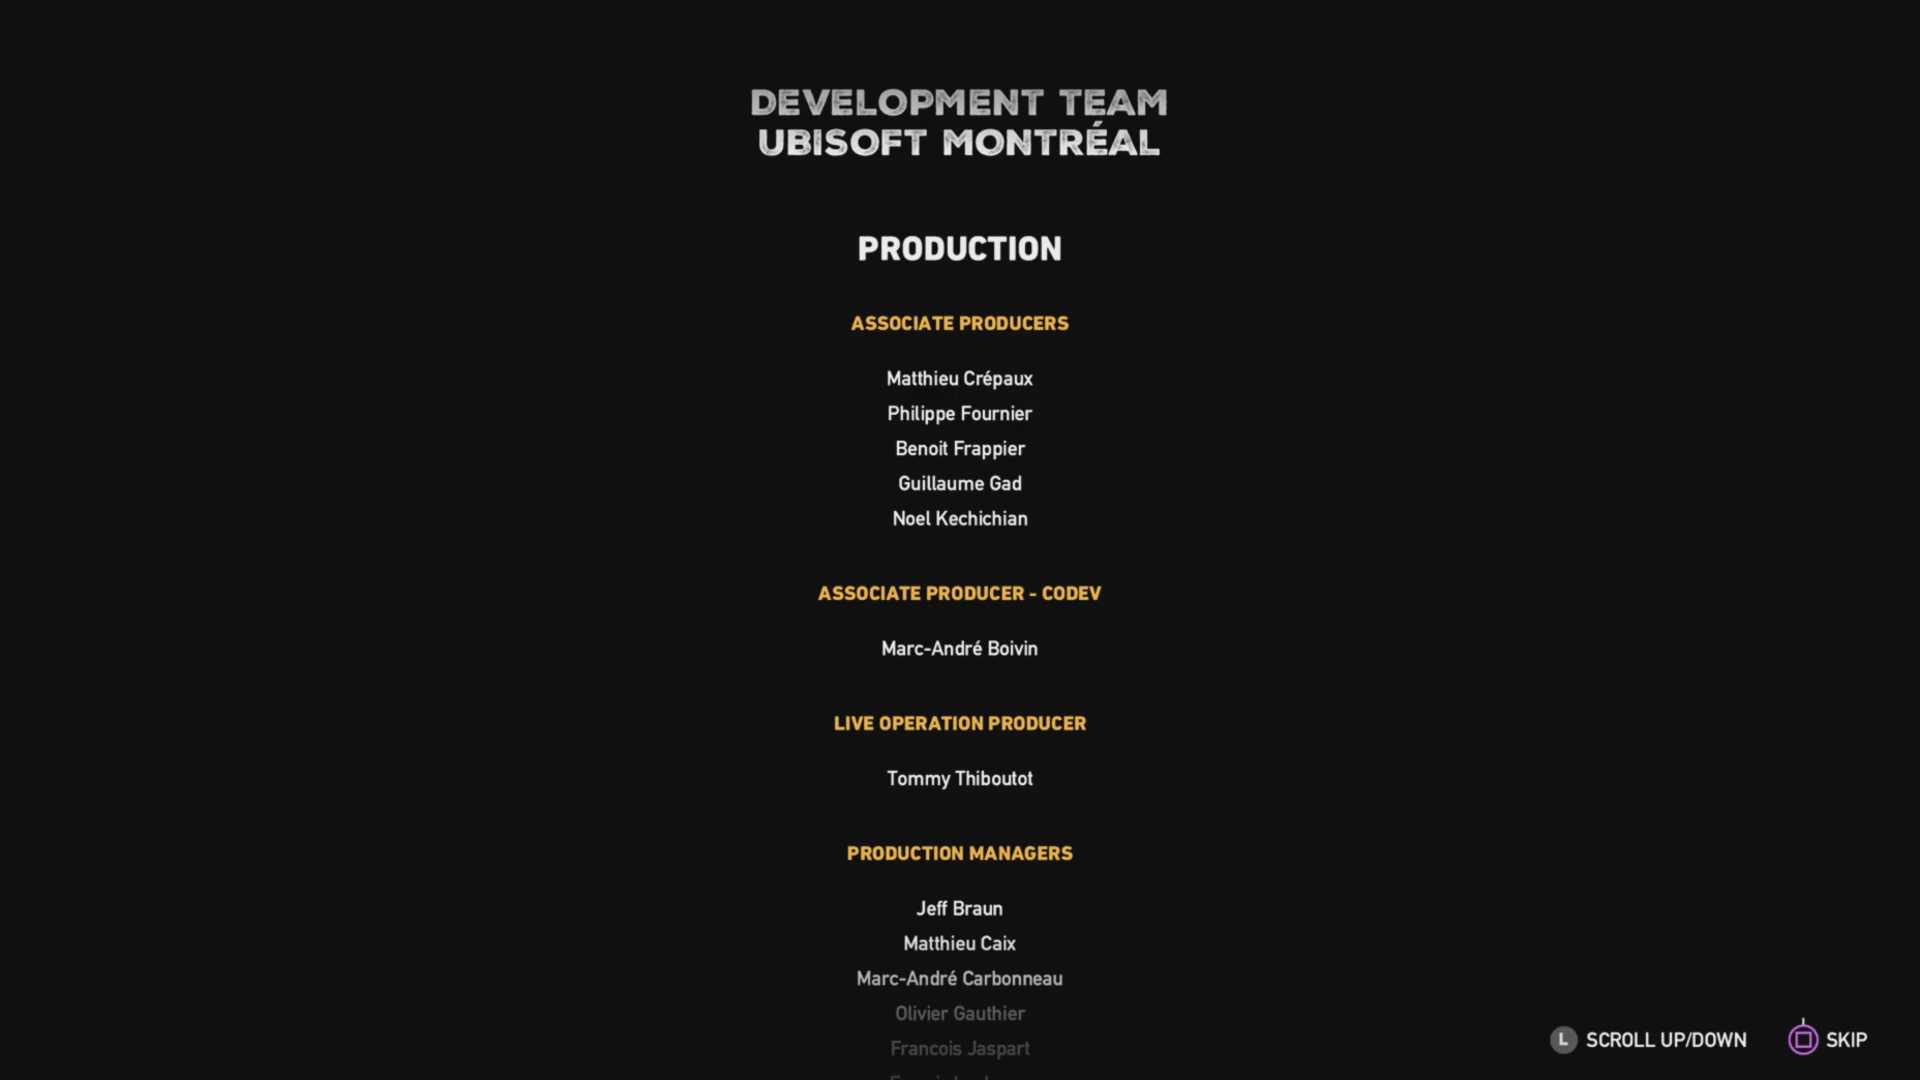 DEVELOPMENT TEAM
UBISOFT MONTRÉAL
PRODUCTION
ASSOCIATE PRODUCERS
Matthieu Crépaux
Philippe Fournier
Benoit Frappier
Guillaume Gad
Noel Kechichian
ASSOCIATE PRODUCER - CODEV
Marc-André Boivin
LIVE OPERATION PRODUCER
Tommy Thiboutot
PRODUCTION MANAGERS
Jeff Braun
Matthieu Caix
Marc-André Carbonneau
Olivier Gauthier
Francois Jaspart
L SCROLL UP/DOWN SKIP